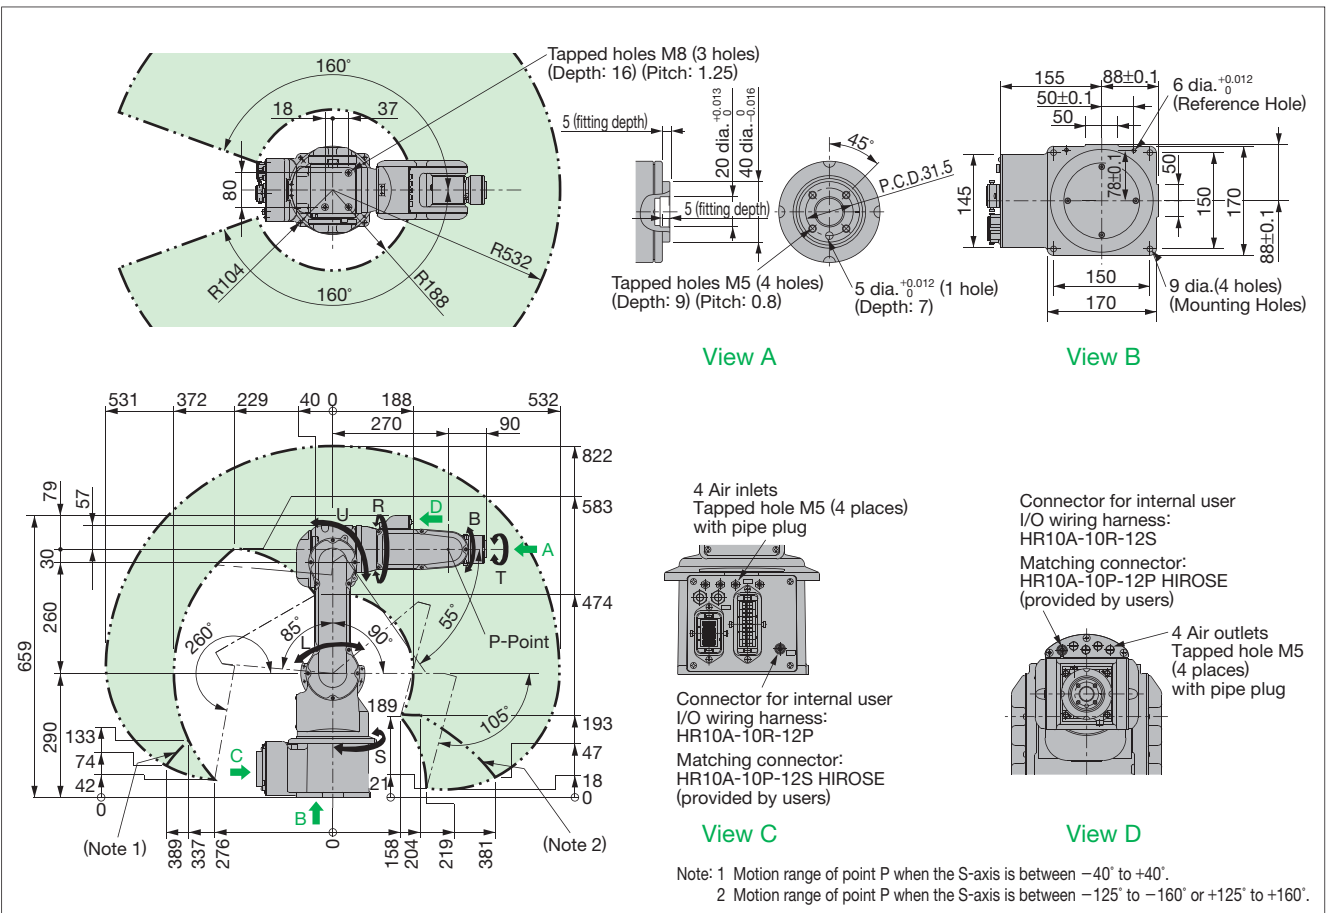 Tapped holes M8 (3 holes)
(Depth: 16) (Pitch: 1.25)
160°
18
37
80
R104
R188
R532
160°
5 (fitting depth)
20 dia. +0.013 0
40 dia. 0 -0.016
5 (fitting depth)
45°
P.C.D.31.5
Tapped holes M5 (4 holes)
(Depth: 9) (Pitch: 0.8)
5 dia. +0.012 0 (1 hole)
(Depth: 7)
View A
155
88±0.1
50±0.1
50
6 dia. +0.012 0
(Reference Hole)
145
78±0.1
50
150
170
88±0.1
150
170
9 dia.(4 holes)
(Mounting Holes)
View B
531
372
229
40
0
188
532
270
90
822
583
474
193
47
18
0
79
57
30
260
659
290
133
74
42
0
U
R
D
B
A
T
L
S
C
B
260°
85°
90°
55°
105°
P-Point
189
21
(Note 1)
(Note 2)
389
337
276
0
158
204
219
381
4 Air inlets
Tapped hole M5 (4 places)
with pipe plug
Connector for internal user
I/O wiring harness:
HR10A-10R-12P
Matching connector:
HR10A-10P-12S HIROSE
(provided by users)
View C
Connector for internal user
I/O wiring harness:
HR10A-10R-12S
Matching connector:
HR10A-10P-12P HIROSE
(provided by users)
4 Air outlets
Tapped hole M5
(4 places)
with pipe plug
View D
Note: 1 Motion range of point P when the S-axis is between −40° to +40°.
2 Motion range of point P when the S-axis is between −125° to −160° or +125° to +160°.